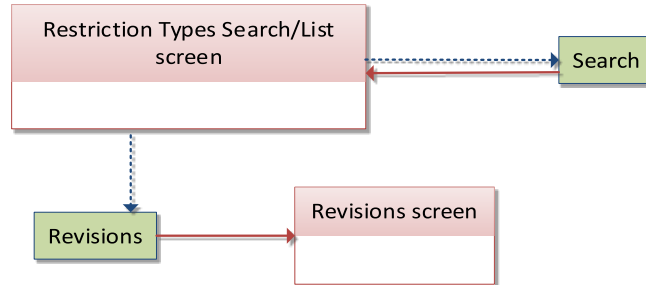 Restriction Types Search/List
screen
Search
Revisions screen
Revisions